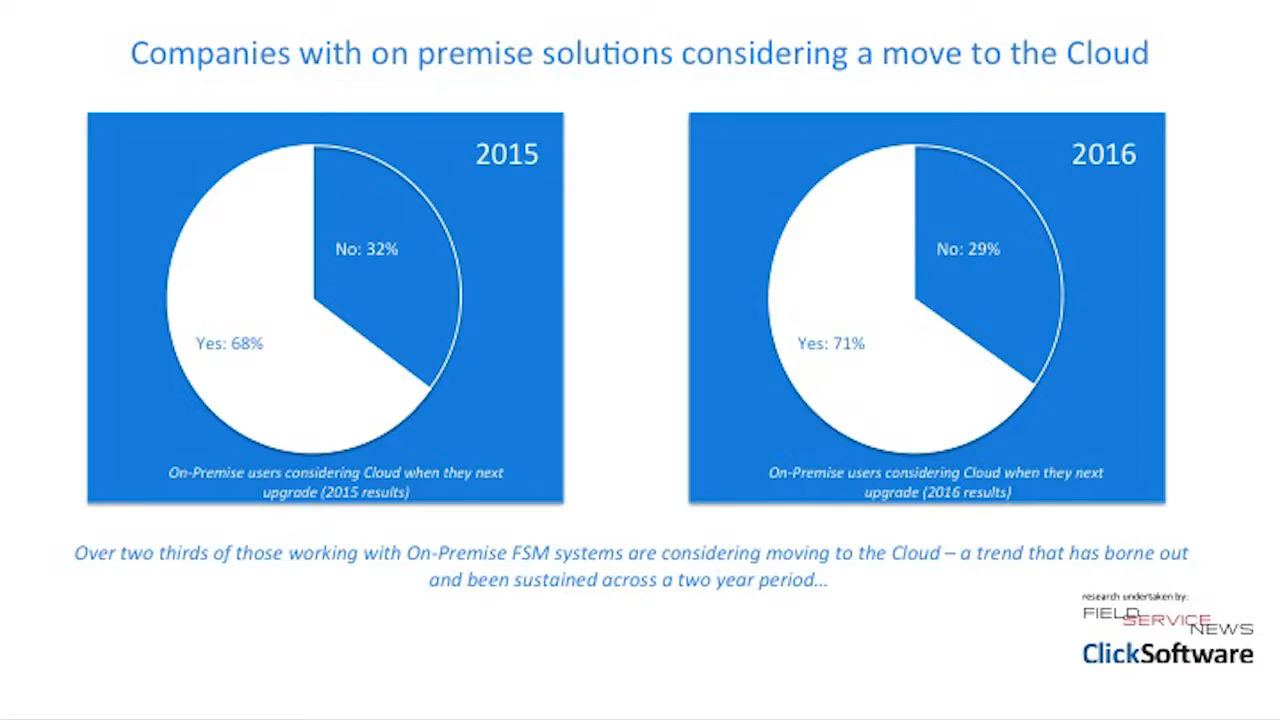 Companies with on premise solutions considering a move to the Cloud
2015
No: 32%
Yes: 68%
On-Premise users considering Cloud when they next
upgrade (2015 results)
2016
No: 29%
Yes: 71%
On-Premise users considering Cloud when they next
upgrade (2016 results)
Over two thirds of those working with On-Premise FSM systems are considering moving to the Cloud – a trend that has borne out
and been sustained across a two year period...
research undertaken by:
FIELD
SERVICE
NEWS
ClickSoftware